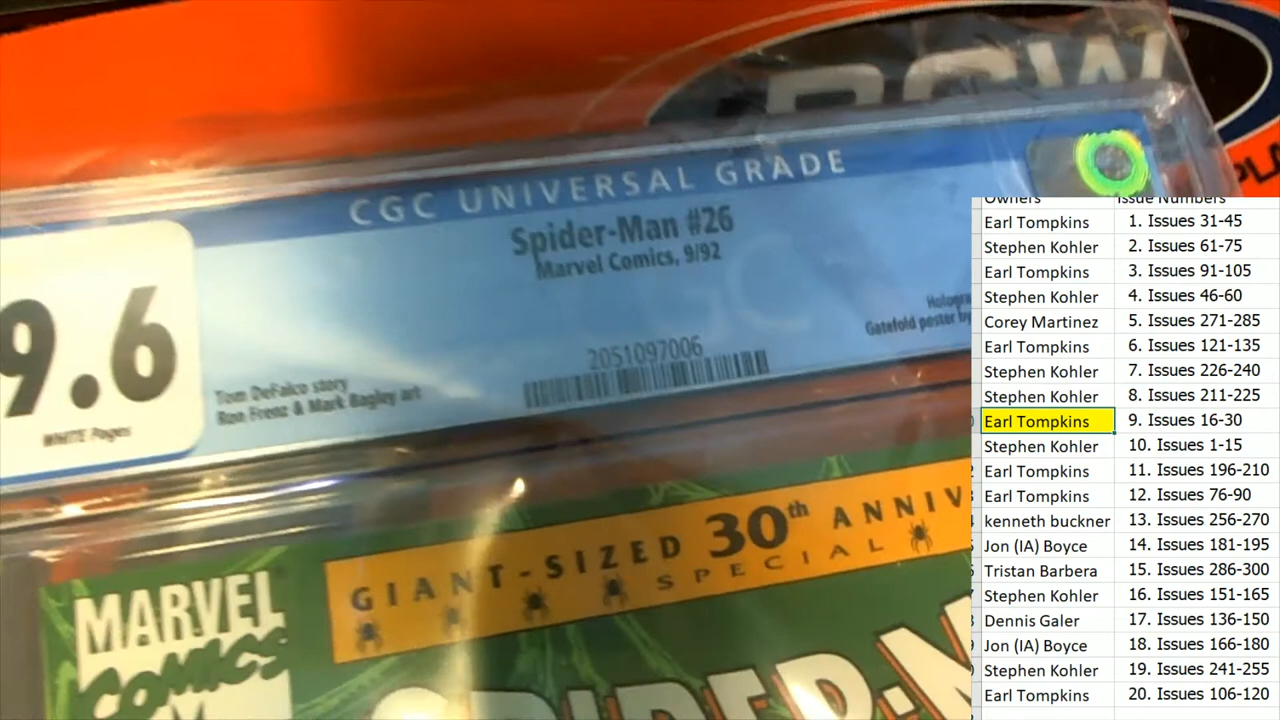 ROW
PLA
CGC UNIVERSAL GRADE
Spider-Man #26
Marvel Comics, 9/92
9.6
WHITE Pages
Tom DeFalco story
Ron Frenz & Mark Bagley art
2051097006
Hologra
Gatefold poster by
GIANT-SIZED 30th ANNIV
SPECIAL
MARVEL
COMICS
SPIDER-M
Owners Issue Numbers
Earl Tompkins 1. Issues 31-45
Stephen Kohler 2. Issues 61-75
Earl Tompkins 3. Issues 91-105
Stephen Kohler 4. Issues 46-60
Corey Martinez 5. Issues 271-285
Earl Tompkins 6. Issues 121-135
Stephen Kohler 7. Issues 226-240
Stephen Kohler 8. Issues 211-225
Earl Tompkins 9. Issues 16-30
Stephen Kohler 10. Issues 1-15
Earl Tompkins 11. Issues 196-210
Earl Tompkins 12. Issues 76-90
kenneth buckner 13. Issues 256-270
Jon (IA) Boyce 14. Issues 181-195
Tristan Barbera 15. Issues 286-300
Stephen Kohler 16. Issues 151-165
Dennis Galer 17. Issues 136-150
Jon (IA) Boyce 18. Issues 166-180
Stephen Kohler 19. Issues 241-255
Earl Tompkins 20. Issues 106-120